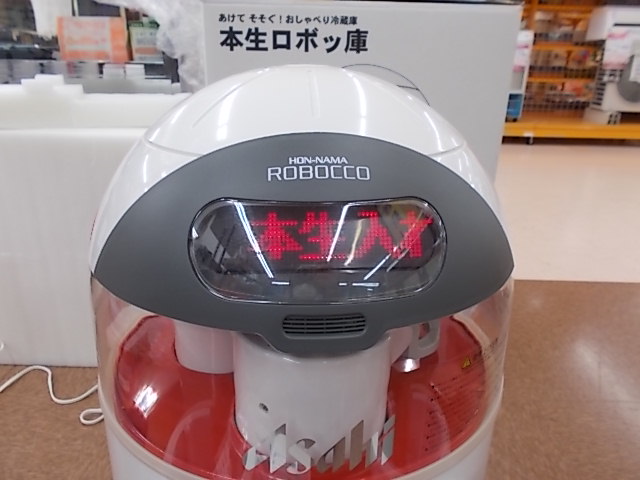 あけて そそぐ！おしゃべり冷蔵庫
本生ロボッ庫
HON-NAMA
ROBOCCO
本生入
Asahi